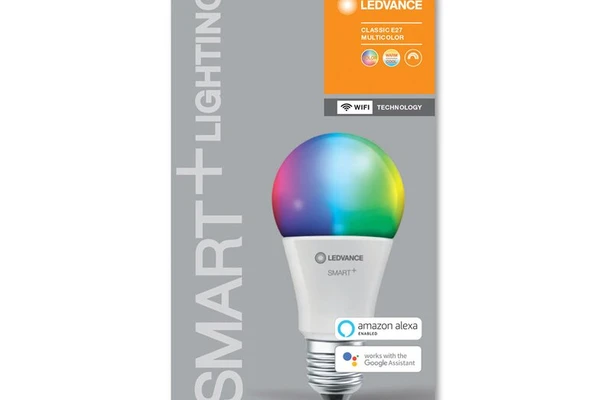 SMART+ LIGHTING
LEDVANCE
CLASSIC E27
MULTICOLOR
WIFI TECHNOLOGY
LEDVANCE
SMART+
amazon alexa
ENABLED
works with the
Google Assistant